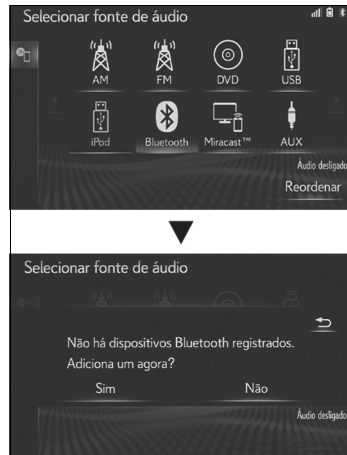 Selecionar fonte de áudio
AM
FM
DVD
USB
iPod
Bluetooth
Miracast™
AUX
Áudio desligado
Reordenar
Selecionar fonte de áudio
Não há dispositivos Bluetooth registrados.
Adiciona um agora?
Sim
Não
Áudio desligado